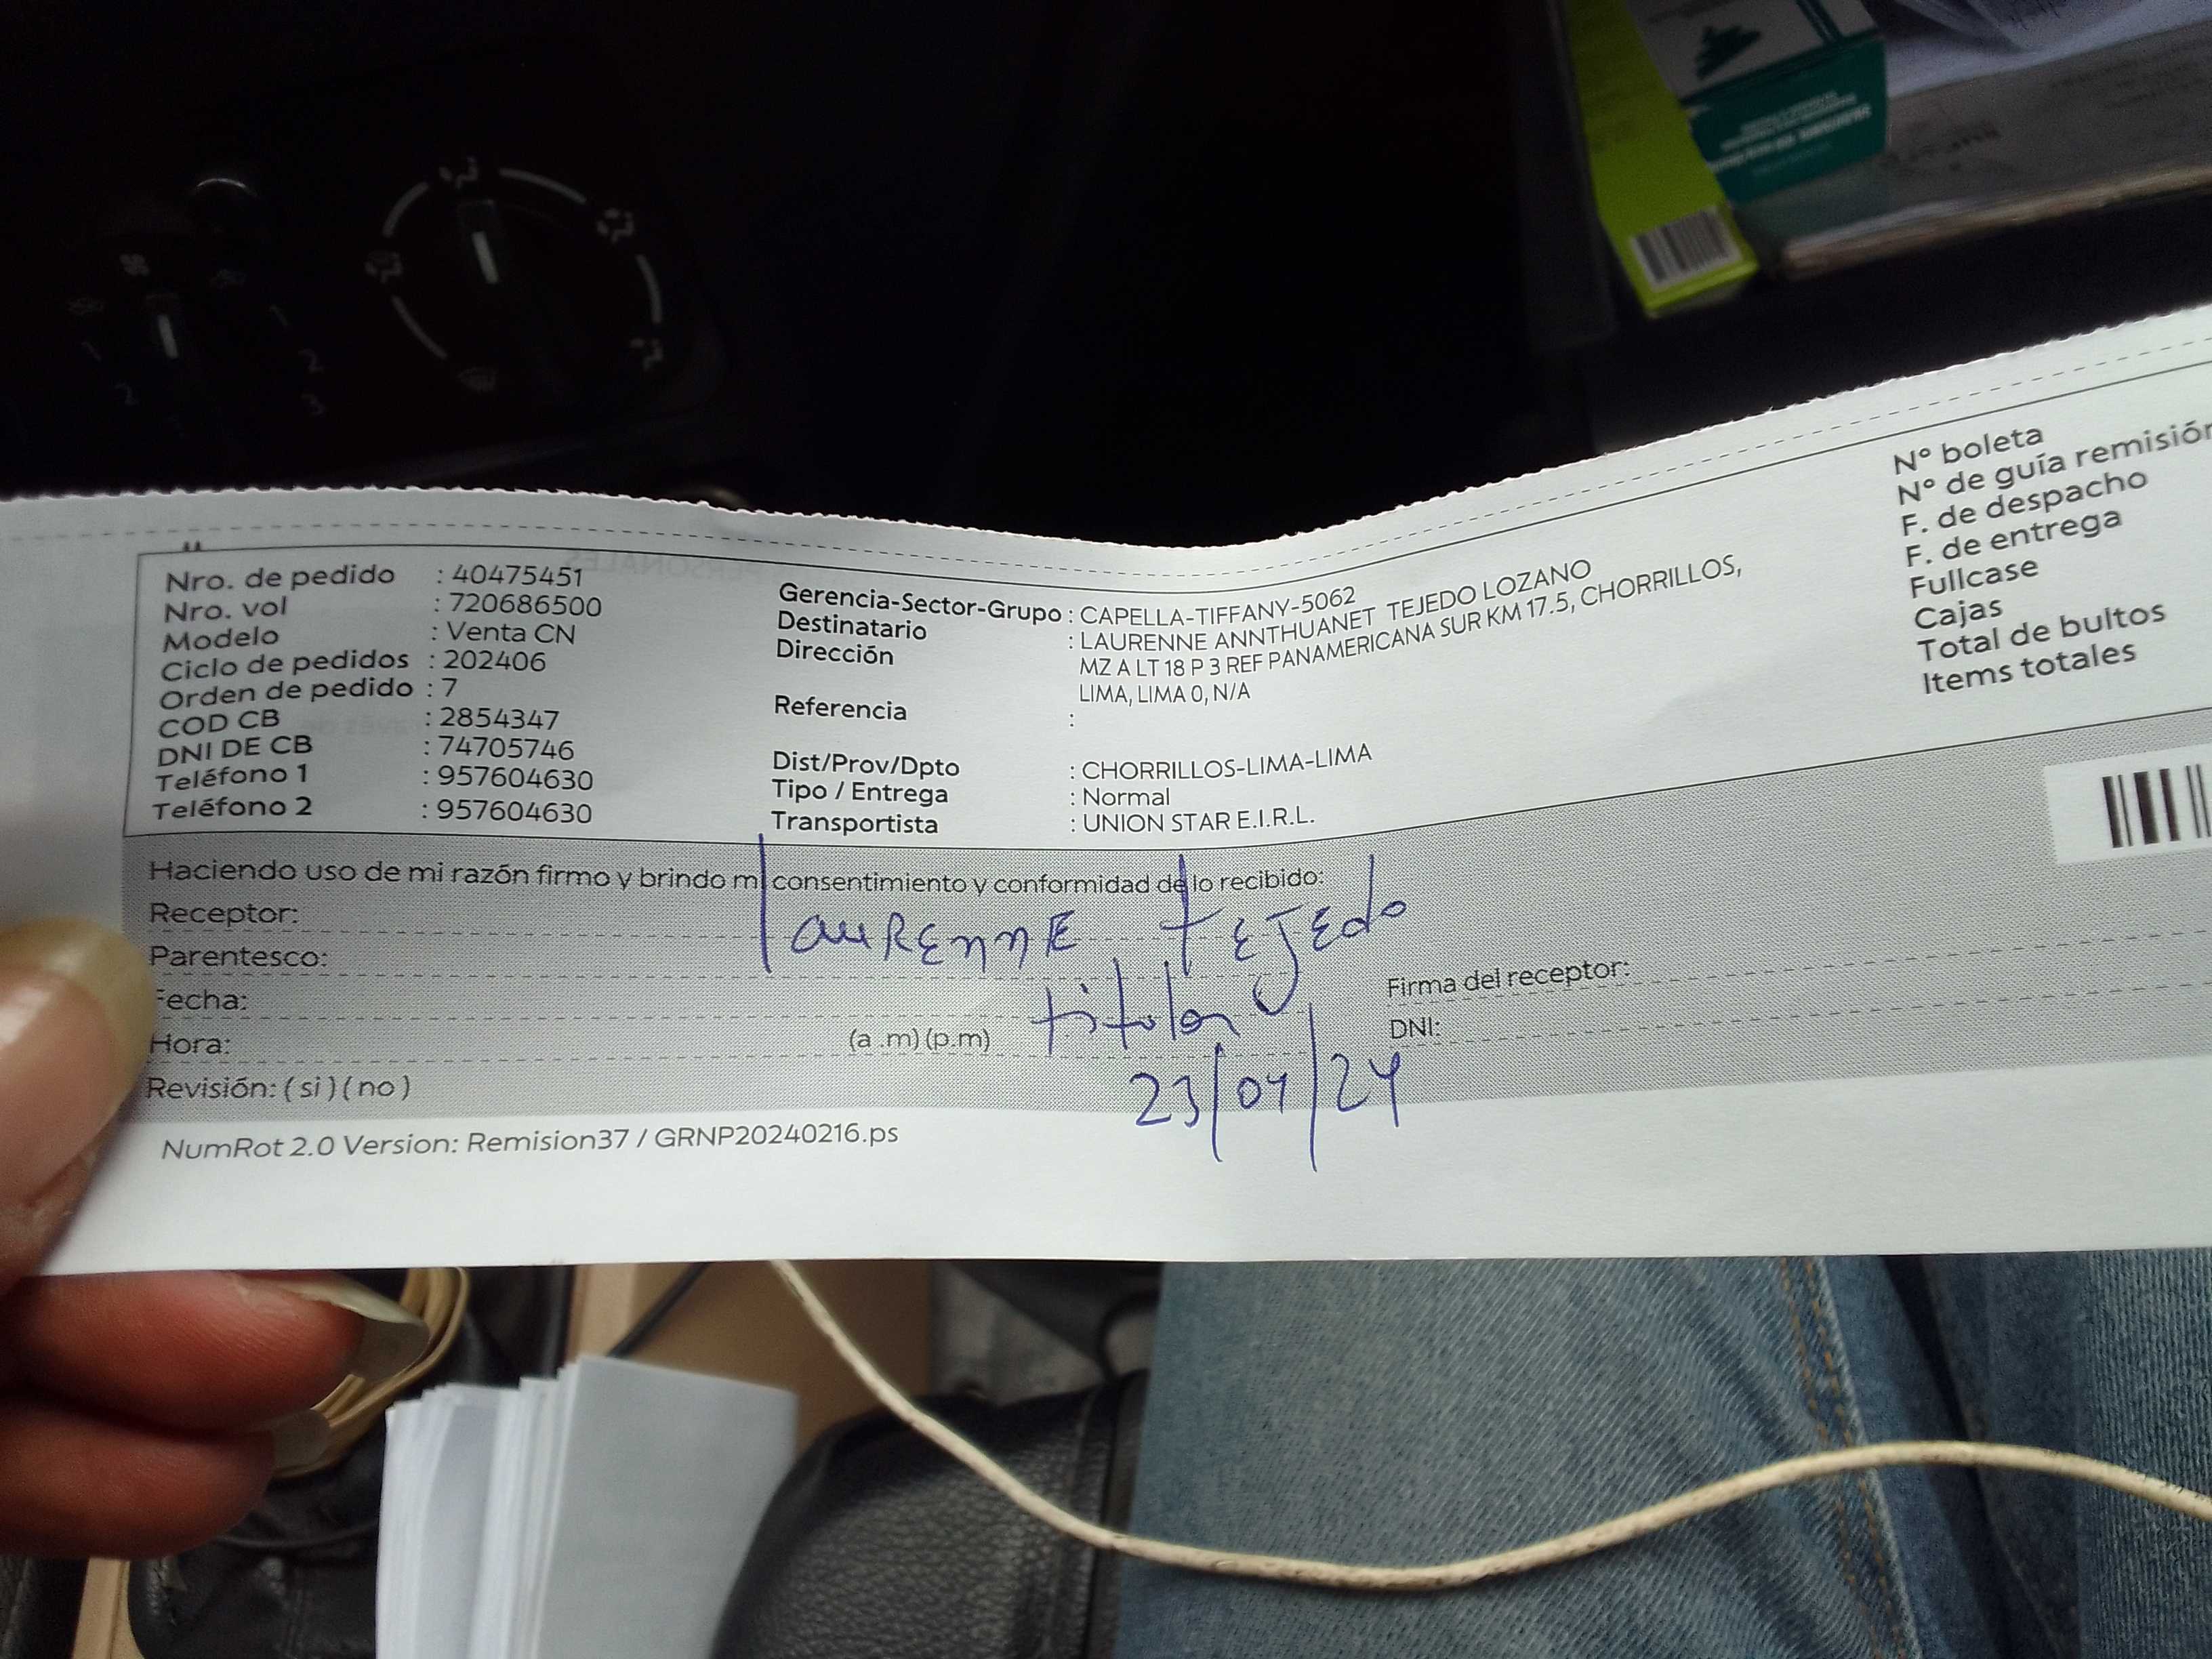 Nro. de pedido : 40475451
Nro. vol : 720686500
Modelo : Venta CN
Ciclo de pedidos : 202406
Orden de pedido : 7
COD CB : 2854347
DNI DE CB : 74705746
Teléfono 1 : 957604630
Teléfono 2 : 957604630
Gerencia-Sector-Grupo : CAPELLA-TIFFANY-5062
Destinatario : LAURENNE ANNTHUANET TEJEDO LOZANO
Dirección MZ A LT 18 P 3 REF PANAMERICANA SUR KM 17.5, CHORRILLOS,
LIMA, LIMA 0, N/A
Referencia :
Dist/Prov/Dpto : CHORRILLOS-LIMA-LIMA
Tipo / Entrega : Normal
Transportista : UNION STAR E.I.R.L.
N° boleta
N° de guía remisión
F. de despacho
F. de entrega
Fullcase
Cajas
Total de bultos
Items totales
Haciendo uso de mi razón firmo y brindo mi consentimiento y conformidad de lo recibido:
Receptor: LAURENNE TEJEdo
Parentesco: titular
Fecha: 23/04/24
Hora: (a .m) (p.m)
Revisión: ( si ) ( no )
Firma del receptor:
DNI:
NumRot 2.0 Version: Remision37 / GRNP20240216.ps